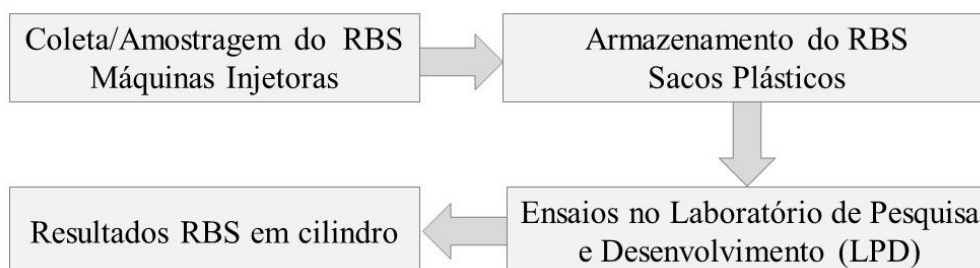 Coleta/Amostragem do RBS
Máquinas Injetoras
Armazenamento do RBS
Sacos Plásticos
Ensaios no Laboratório de Pesquisa
e Desenvolvimento (LPD)
Resultados RBS em cilindro